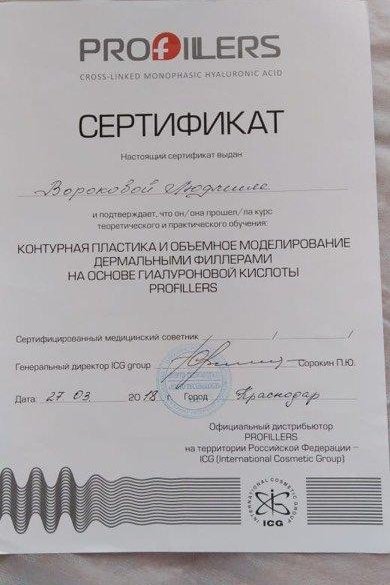 PROFIILLERS
CROSS-LINKED MONOPHASIC HYALURONIC ACID
СЕРТИФИКАТ
Настоящий сертификат выдан
Вороковой Людмиле
и подтверждает, что он/она прошел/ла курс
теоретического и практического обучения:
КОНТУРНАЯ ПЛАСТИКА И ОБЪЕМНОЕ МОДЕЛИРОВАНИЕ
ДЕРМАЛЬНЫМИ ФИЛЛЕРАМИ
НА ОСНОВЕ ГИАЛУРОНОВОЙ КИСЛОТЫ
PROFILLERS
Сертифицированный медицинский советник / /
Генеральный директор ICG group Сорокин П.Ю.
Дата: 27 03 2018 г. Город Краснодар
Официальный дистрибьютор
PROFILLERS
на территории Российской Федерации –
ICG (International Cosmetic Group)
INTERNATIONAL COSMETIC GROUP
ICG